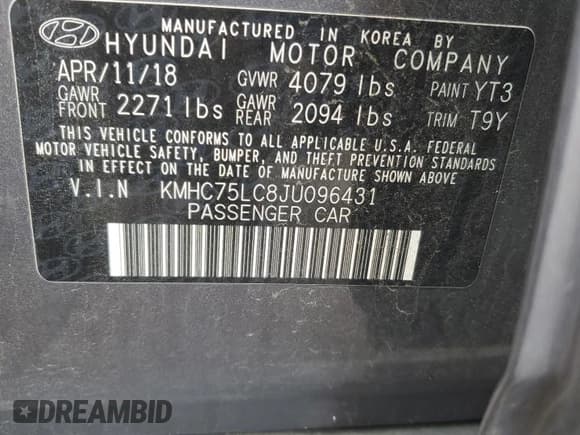 MANUFACTURED IN KOREA BY
HYUNDAI MOTOR COMPANY
APR/11/18 GVWR 4079 lbs PAINT YT3
GAWR FRONT 2271 lbs GAWR REAR 2094 lbs TRIM T9Y
THIS VEHICLE CONFORMS TO ALL APPLICABLE U.S.A. FEDERAL
MOTOR VEHICLE SAFETY, BUMPER, AND THEFT PREVENTION STANDARDS
IN EFFECT ON THE DATE OF MANUFACTURE SHOWN ABOVE.
V.I.N KMHC75LC8JU096431
PASSENGER CAR
DREAMBID